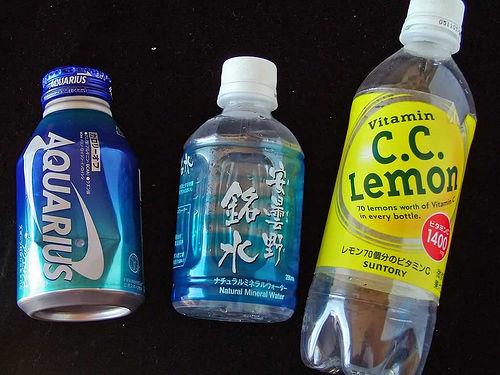 AQUARIUS
AQUARIUS
安曇野
銘水
ナチュラルミネラルウォーター
Natural Mineral Water
Vitamin
C.C.
Lemon
70 lemons worth of Vitamin C
in every bottle.
ビタミンC
1400
レモン70個分のビタミンC
SUNTORY